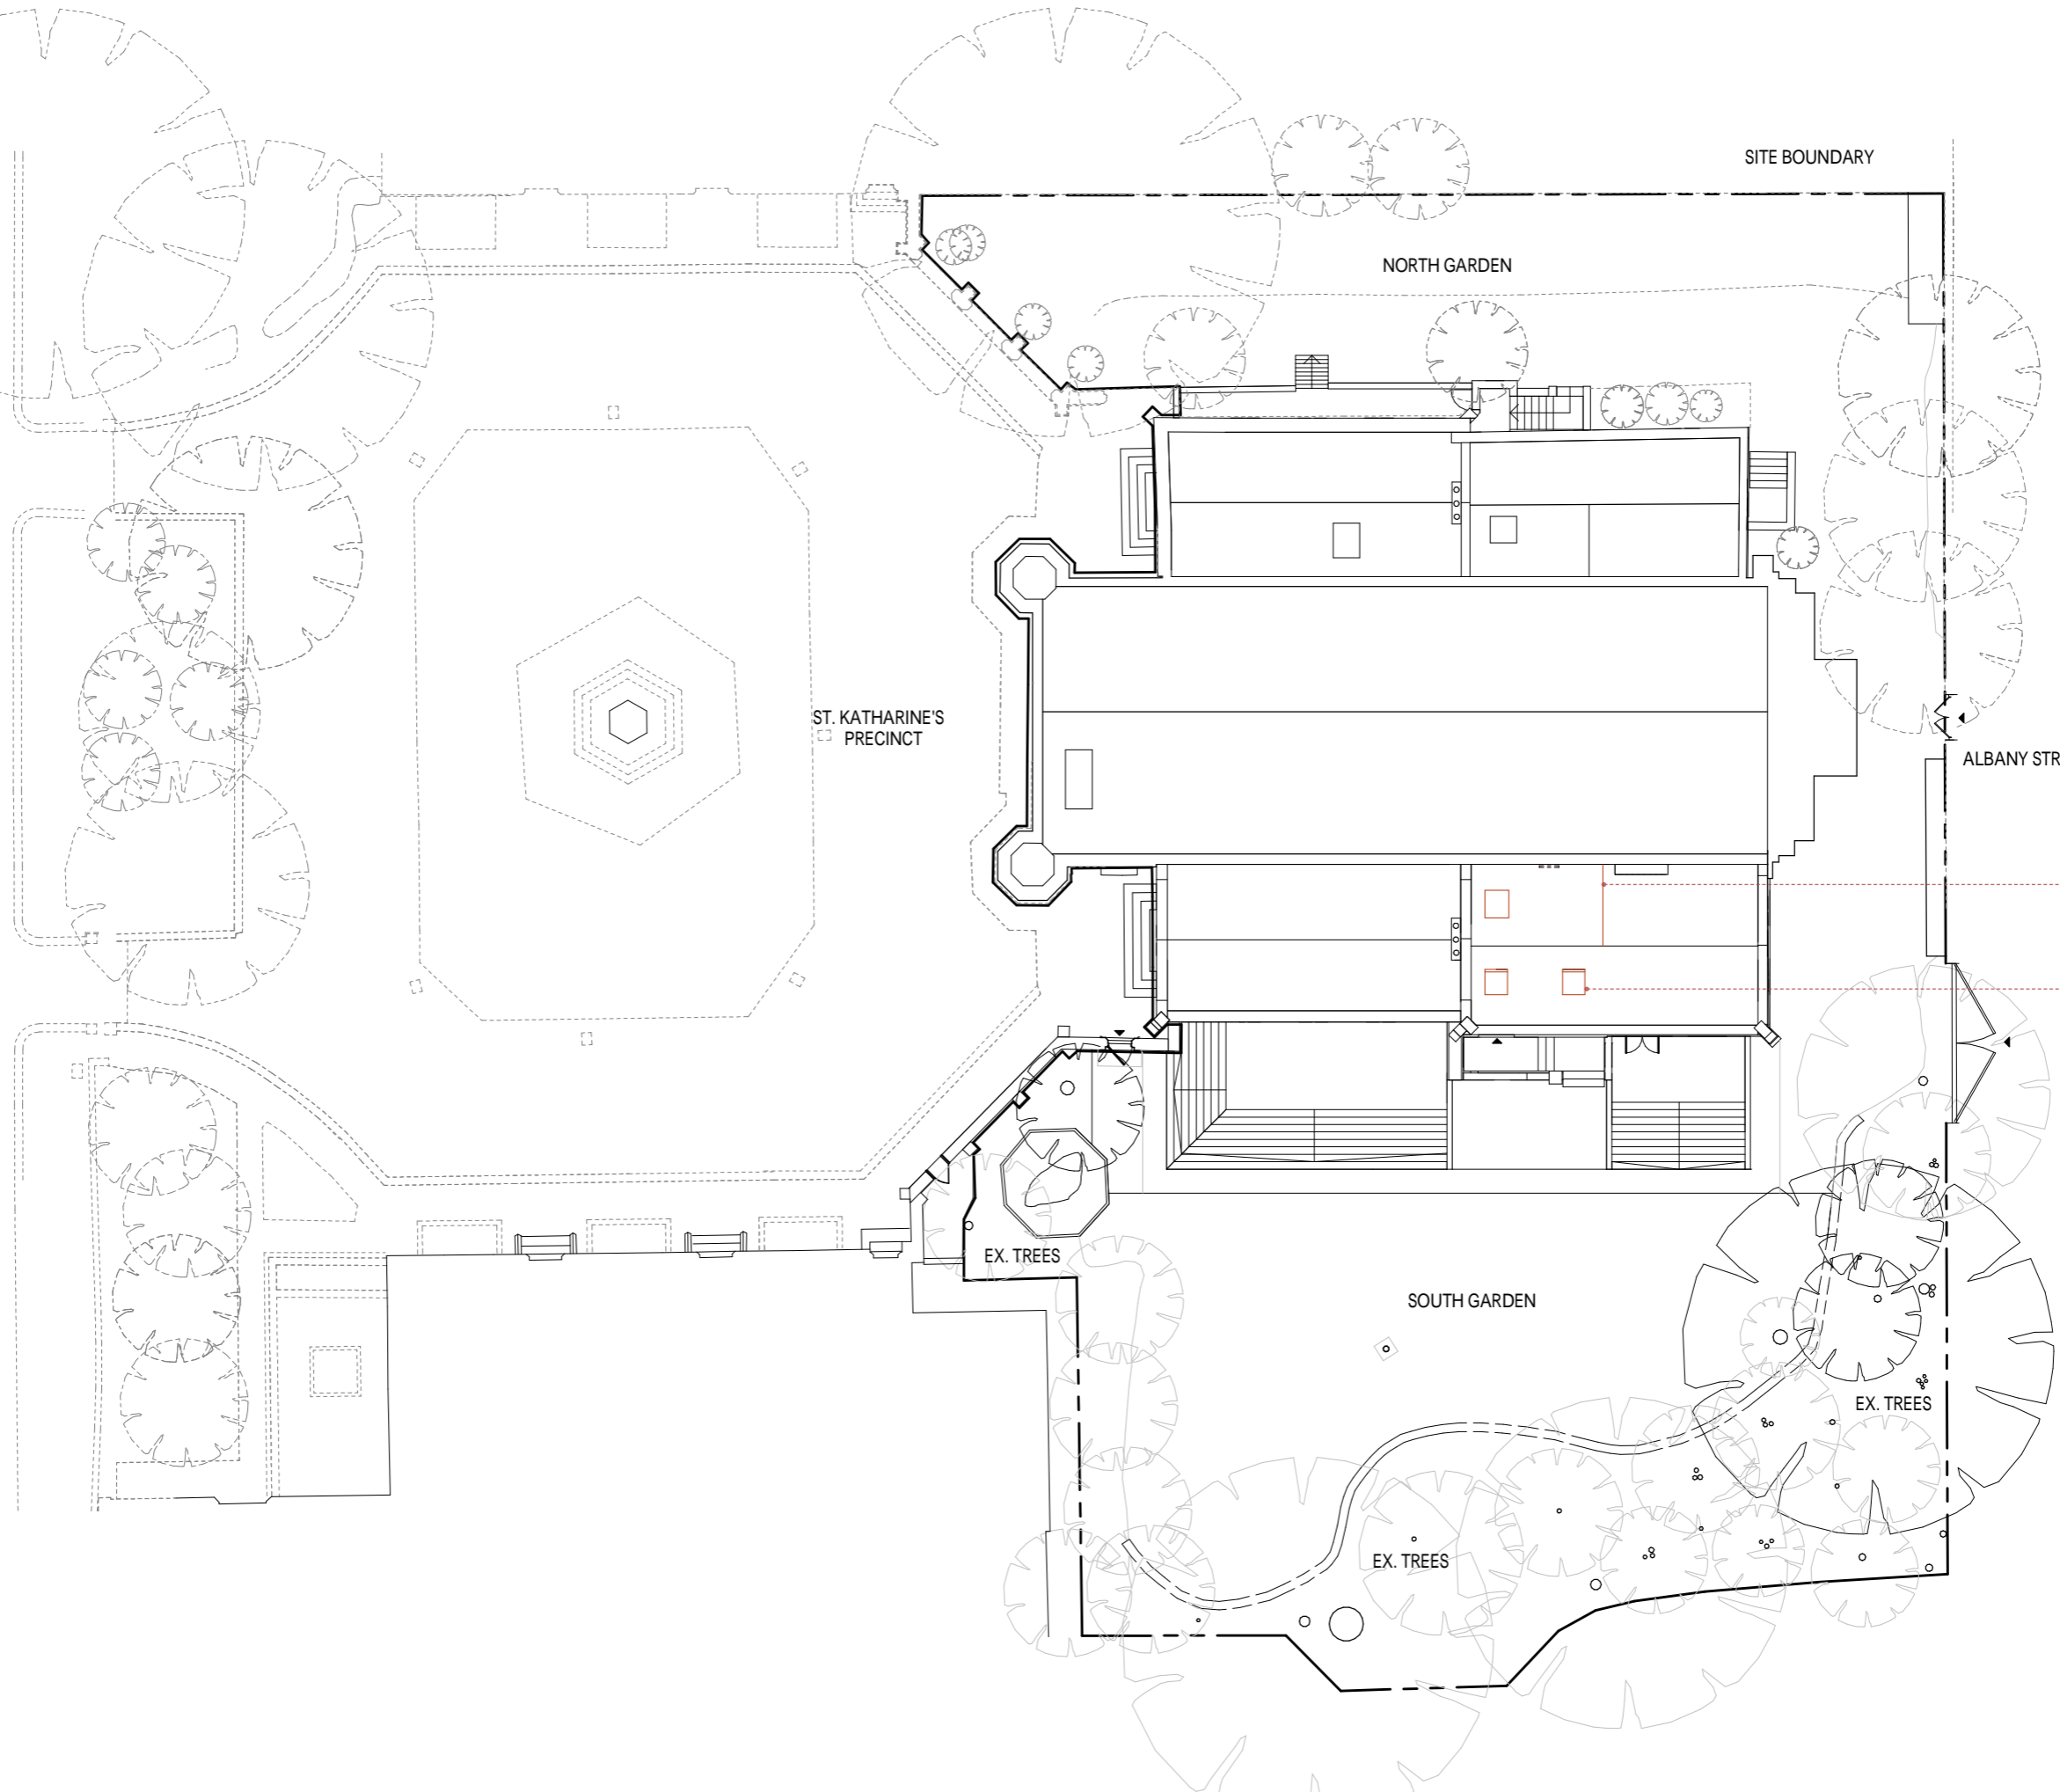 SITE BOUNDARY
NORTH GARDEN
ST. KATHARINE'S
PRECINCT
ALBANY STR
EX. TREES
SOUTH GARDEN
EX. TREES
EX. TREES